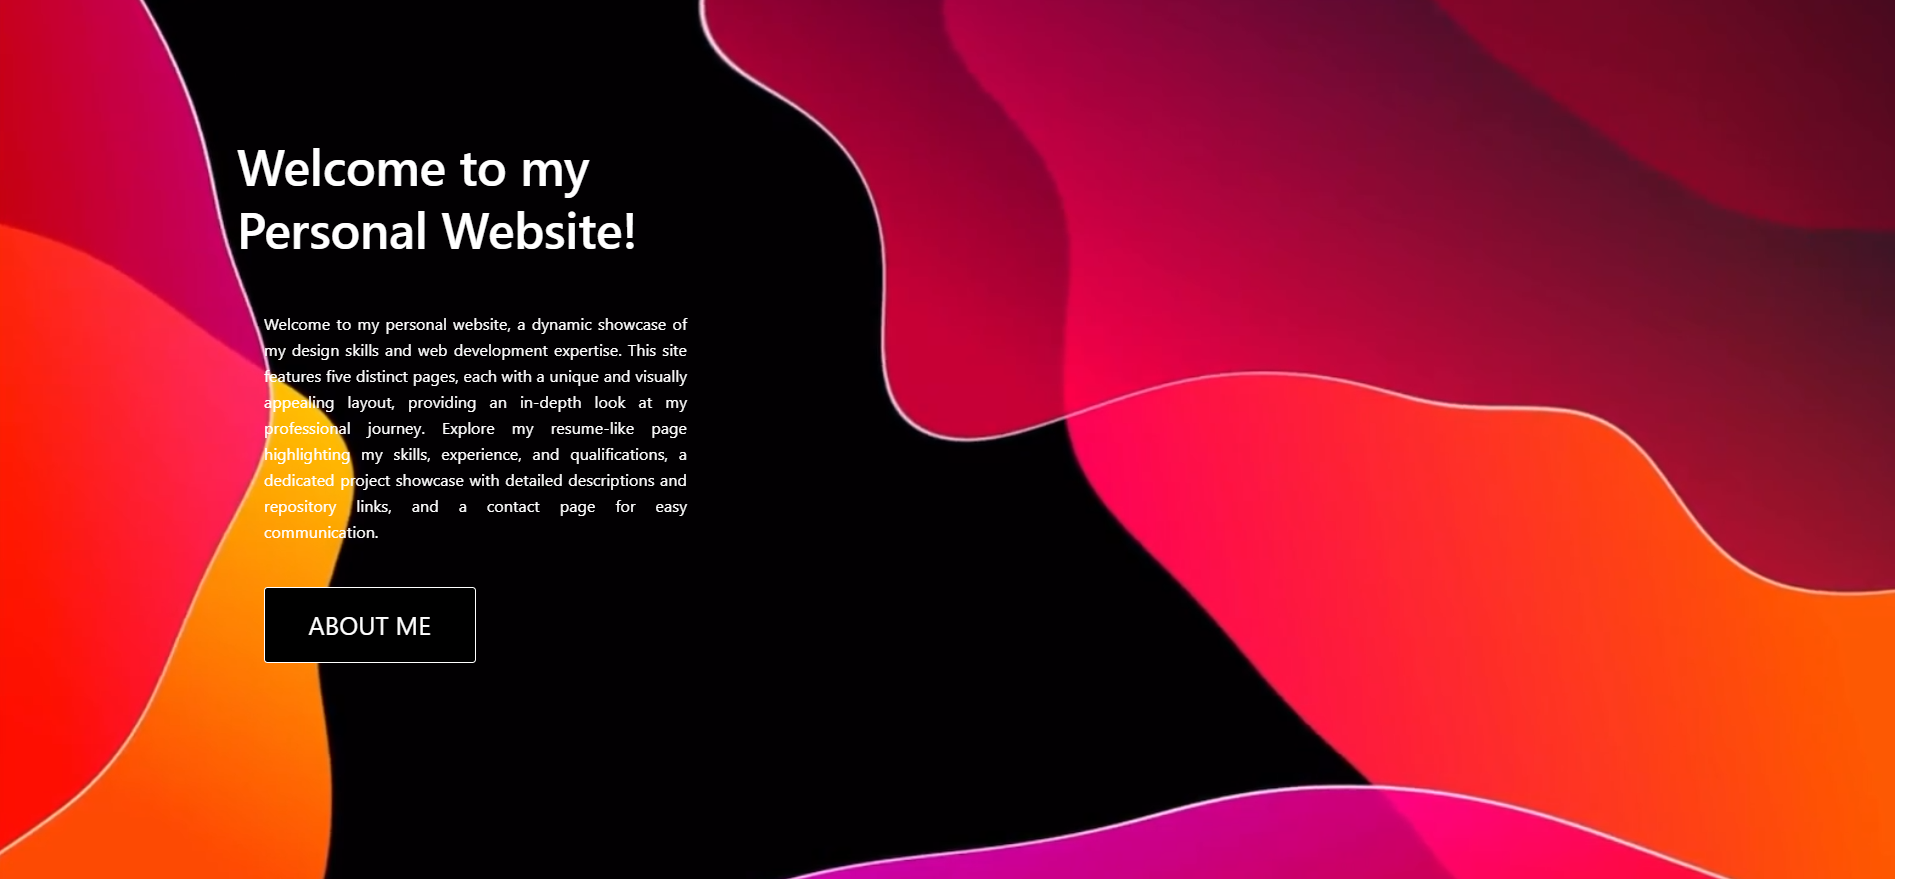 Welcome to my
Personal Website!
Welcome to my personal website, a dynamic showcase of
my design skills and web development expertise. This site
features five distinct pages, each with a unique and visually
appealing layout, providing an in-depth look at my
professional journey. Explore my resume-like page
highlighting my skills, experience, and qualifications, a
dedicated project showcase with detailed descriptions and
repository links, and a contact page for easy
communication.
ABOUT ME